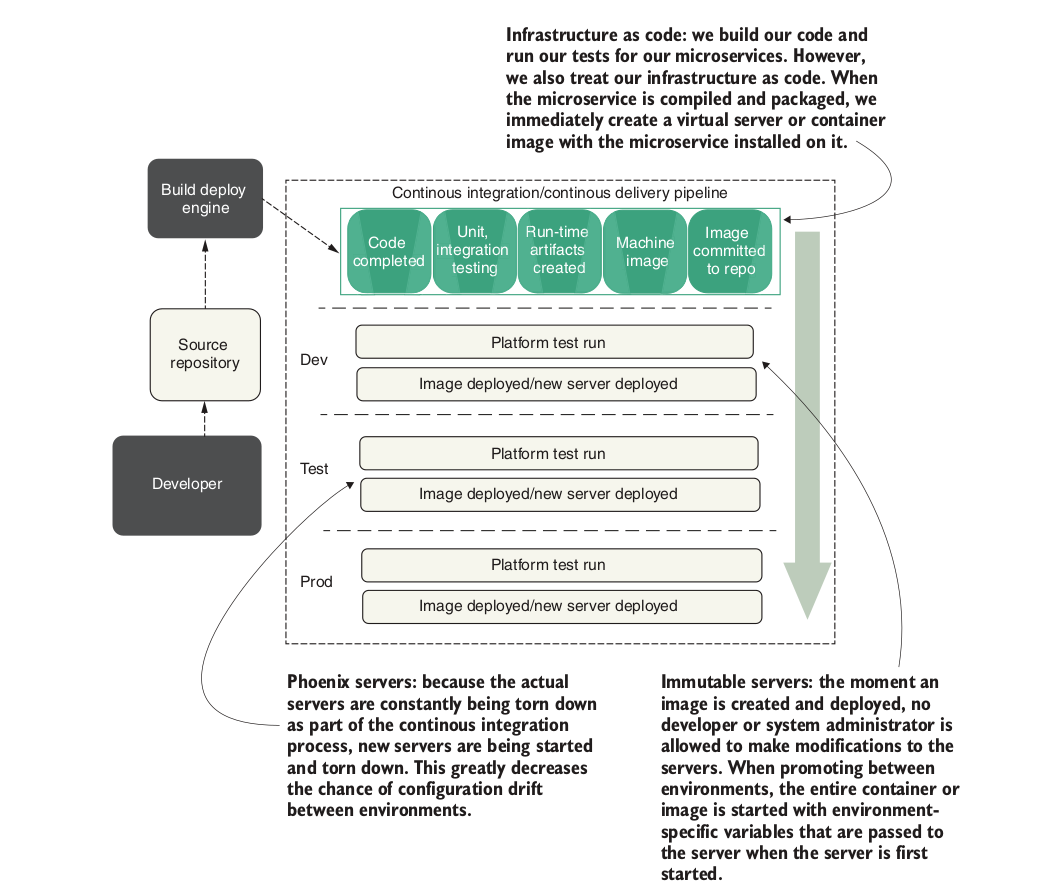 Infrastructure as code: we build our code and
run our tests for our microservices. However,
we also treat our infrastructure as code. When
the microservice is compiled and packaged, we
immediately create a virtual server or container
image with the microservice installed on it.
Build deploy
engine
Continous integration/continous delivery pipeline
Code
completed
Unit,
integration
testing
Run-time
artifacts
created
Machine
image
Image
committed
to repo
Source
repository
Dev
Platform test run
Image deployed/new server deployed
Developer
Test
Platform test run
Image deployed/new server deployed
Prod
Platform test run
Image deployed/new server deployed
Phoenix servers: because the actual
servers are constantly being torn down
as part of the continous integration
process, new servers are being started
and torn down. This greatly decreases
the chance of configuration drift
between environments.
Immutable servers: the moment an
image is created and deployed, no
developer or system administrator is
allowed to make modifications to the
servers. When promoting between
environments, the entire container or
image is started with environment-
specific variables that are passed to
the server when the server is first
started.